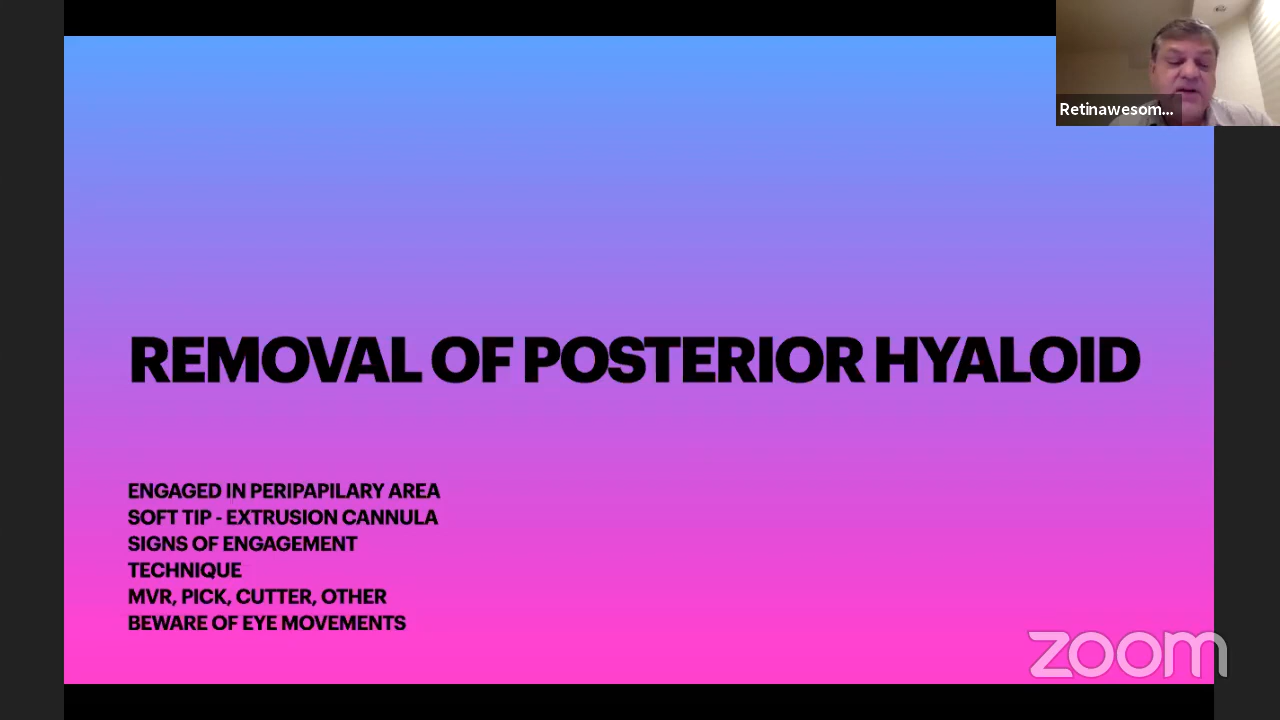 Retinawesom...
REMOVAL OF POSTERIOR HYALOID
ENGAGED IN PERIPAPILARY AREA
SOFT TIP - EXTRUSION CANNULA
SIGNS OF ENGAGEMENT
TECHNIQUE
MVR, PICK, CUTTER, OTHER
BEWARE OF EYE MOVEMENTS
zoom